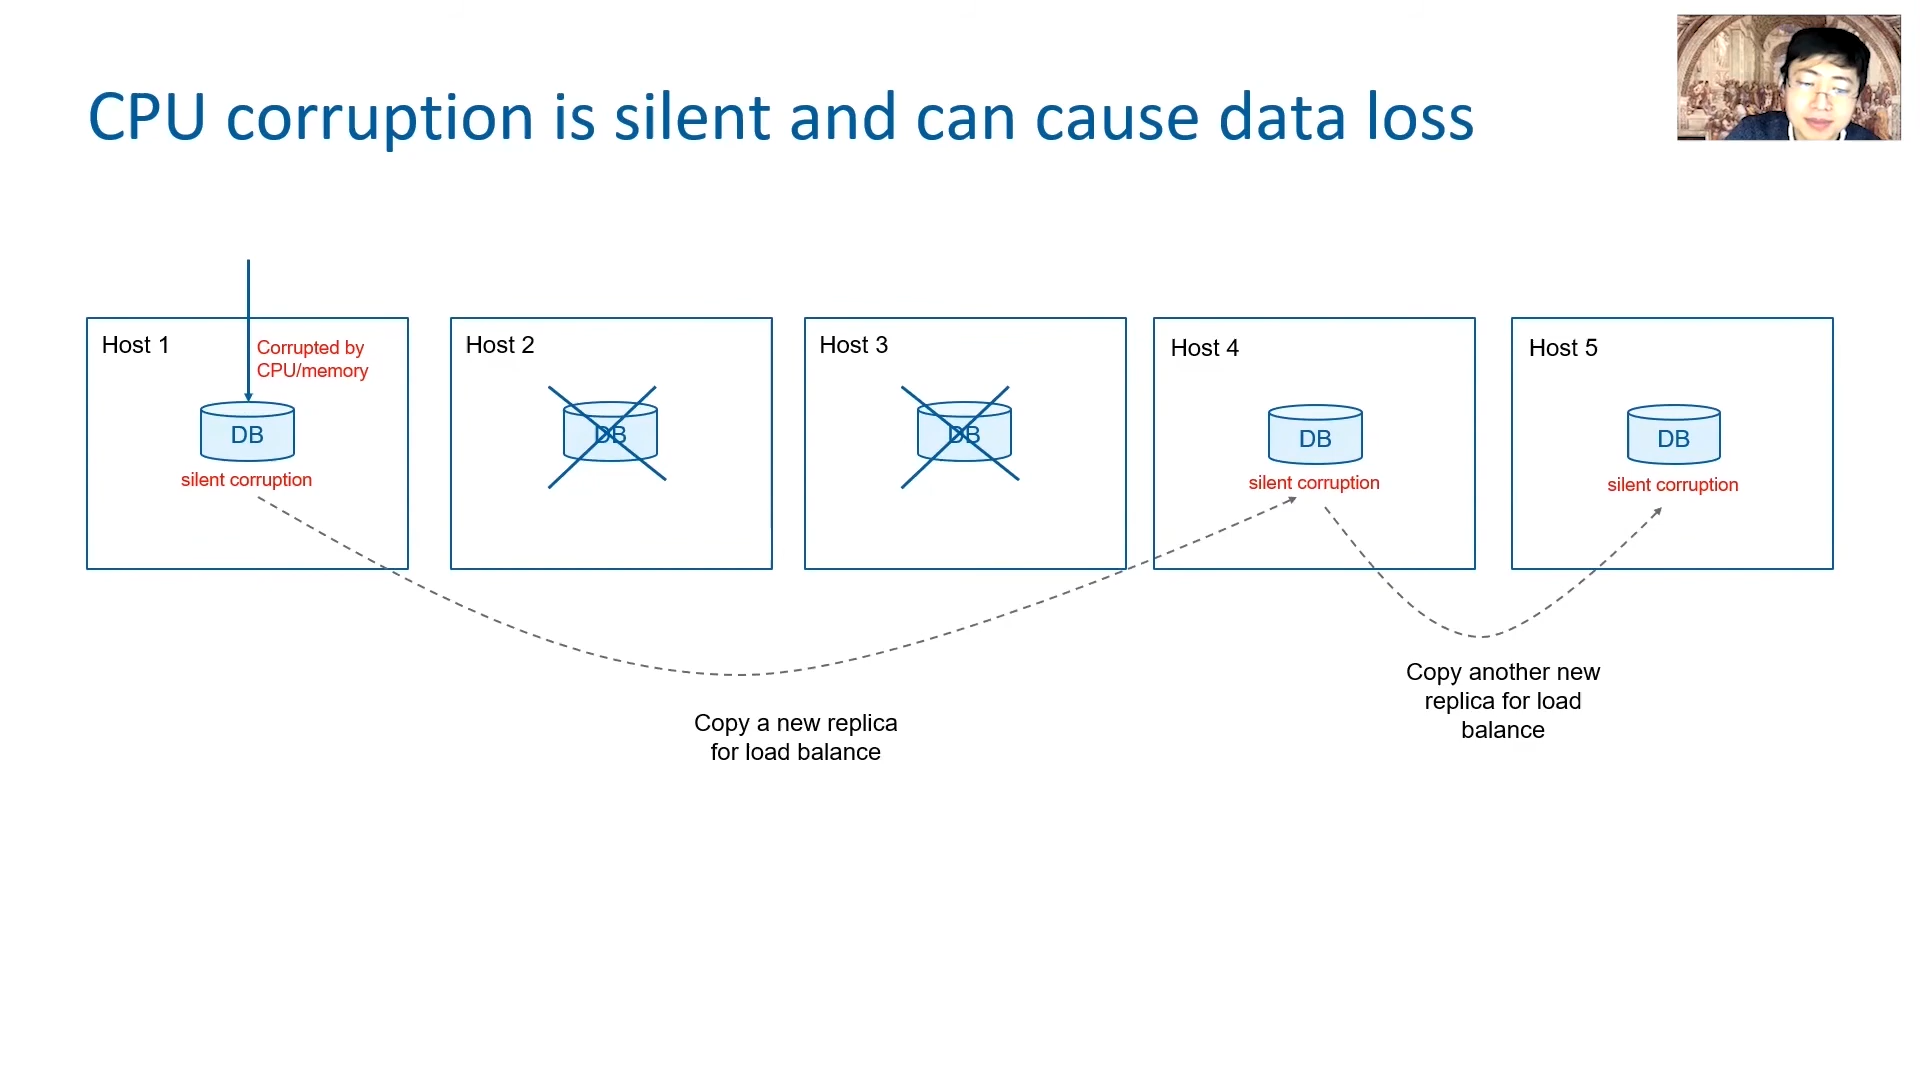 CPU corruption is silent and can cause data loss
Host 1
Corrupted by
CPU/memory
DB
silent corruption
Host 2
DB
Host 3
DB
Host 4
DB
silent corruption
Host 5
DB
silent corruption
Copy a new replica
for load balance
Copy another new
replica for load
balance